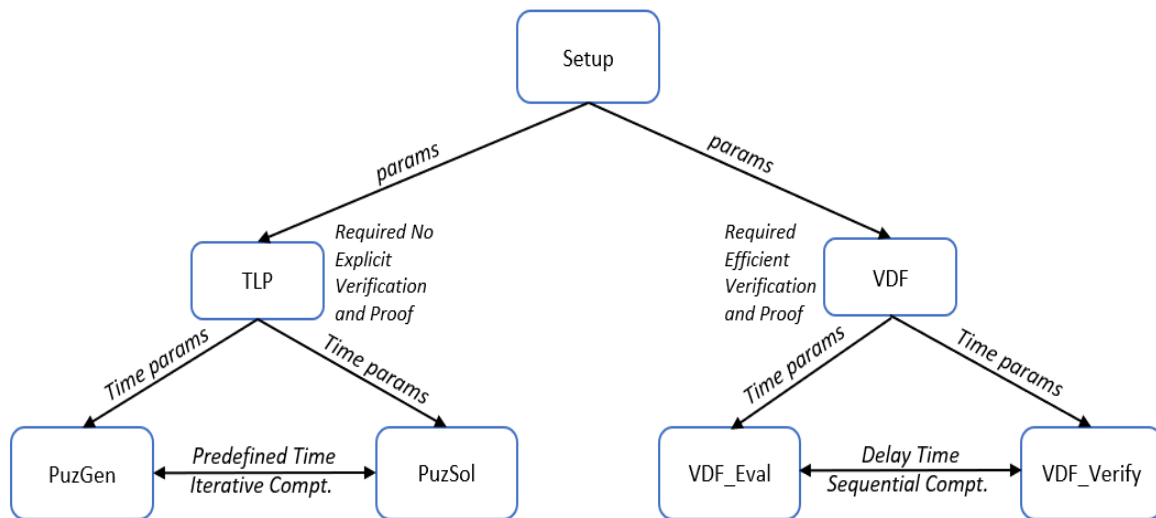 Setup
params
params
Required No
Explicit
Verification
and Proof
Required
Efficient
Verification
and Proof
TLP
VDF
Time params
Time params
Time params
Time params
PuzGen
Predefined Time
Iterative Compt.
PuzSol
VDF_Eval
Delay Time
Sequential Compt.
VDF_Verify